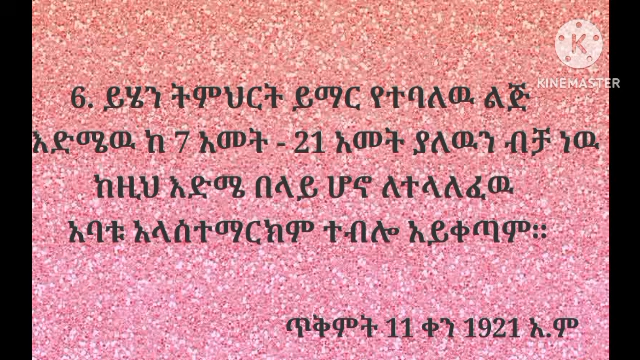 KINEMASTER
6. ይሄን ትምህርት ይማር የተባለዉ ልጅ
እድሜዉ ከ 7 አመት - 21 አመት ያለዉን ብቻ ነዉ
ከዚህ እድሜ በላይ ሆኖ ለተላለፈዉ
አባቱ አላስተማርክም ተብሎ አይቀጣም።
ጥቅምት 11 ቀን 1921 አ.ም